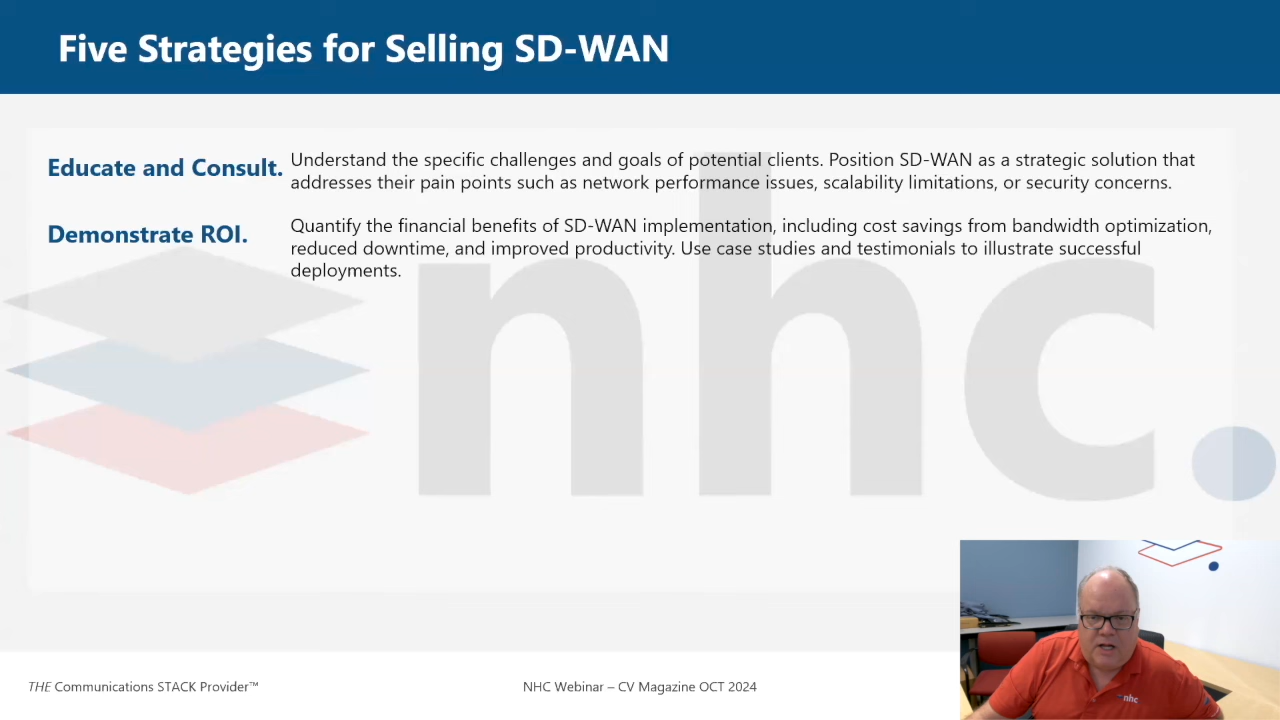 Five Strategies for Selling SD-WAN
Educate and Consult.
Understand the specific challenges and goals of potential clients. Position SD-WAN as a strategic solution that
addresses their pain points such as network performance issues, scalability limitations, or security concerns.
Demonstrate ROI.
Quantify the financial benefits of SD-WAN implementation, including cost savings from bandwidth optimization,
reduced downtime, and improved productivity. Use case studies and testimonials to illustrate successful
deployments.
nhc.
nhc
THE Communications STACK Provider™
NHC Webinar – CV Magazine OCT 2024